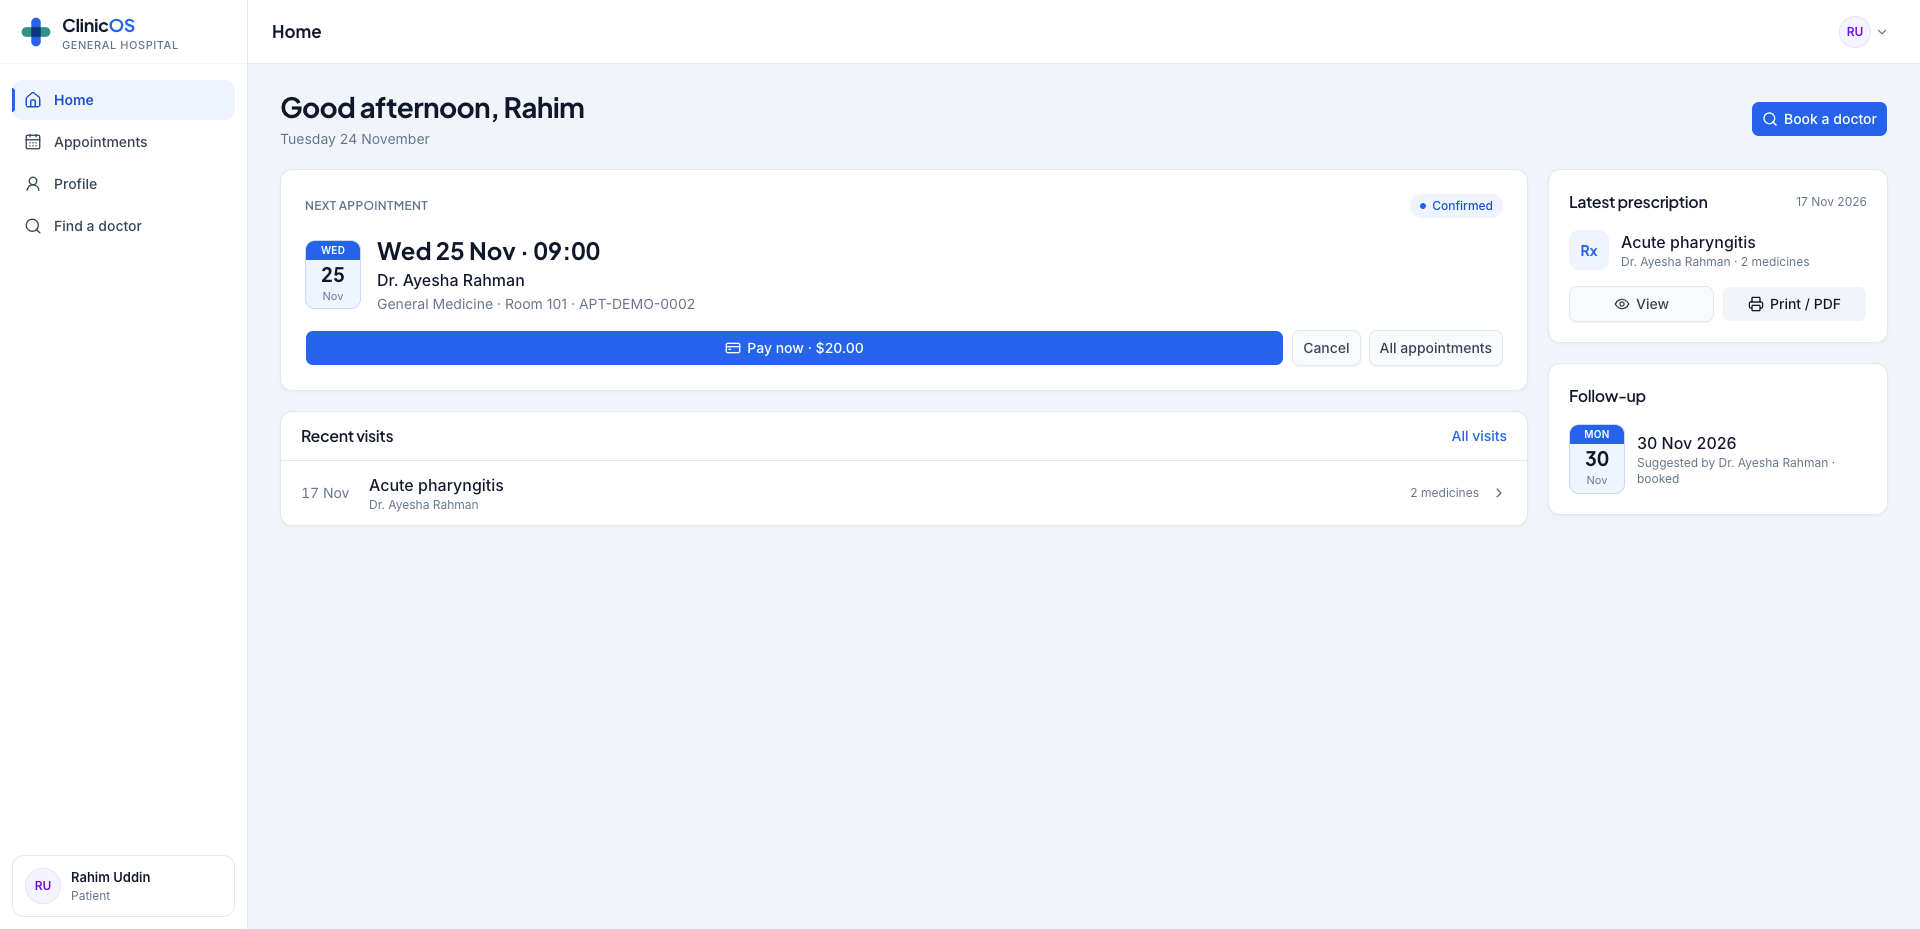 ClinicOS
GENERAL HOSPITAL
Home
Appointments
Profile
Find a doctor
RU
Rahim Uddin
Patient
Home
RU
Good afternoon, Rahim
Tuesday 24 November
Book a doctor
NEXT APPOINTMENT
Confirmed
WED
25
Nov
Wed 25 Nov · 09:00
Dr. Ayesha Rahman
General Medicine · Room 101 · APT-DEMO-0002
Pay now · $20.00
Cancel
All appointments
Recent visits
All visits
17 Nov
Acute pharyngitis
Dr. Ayesha Rahman
2 medicines
Latest prescription
17 Nov 2026
Rx
Acute pharyngitis
Dr. Ayesha Rahman · 2 medicines
View
Print / PDF
Follow-up
MON
30
Nov
30 Nov 2026
Suggested by Dr. Ayesha Rahman ·
booked